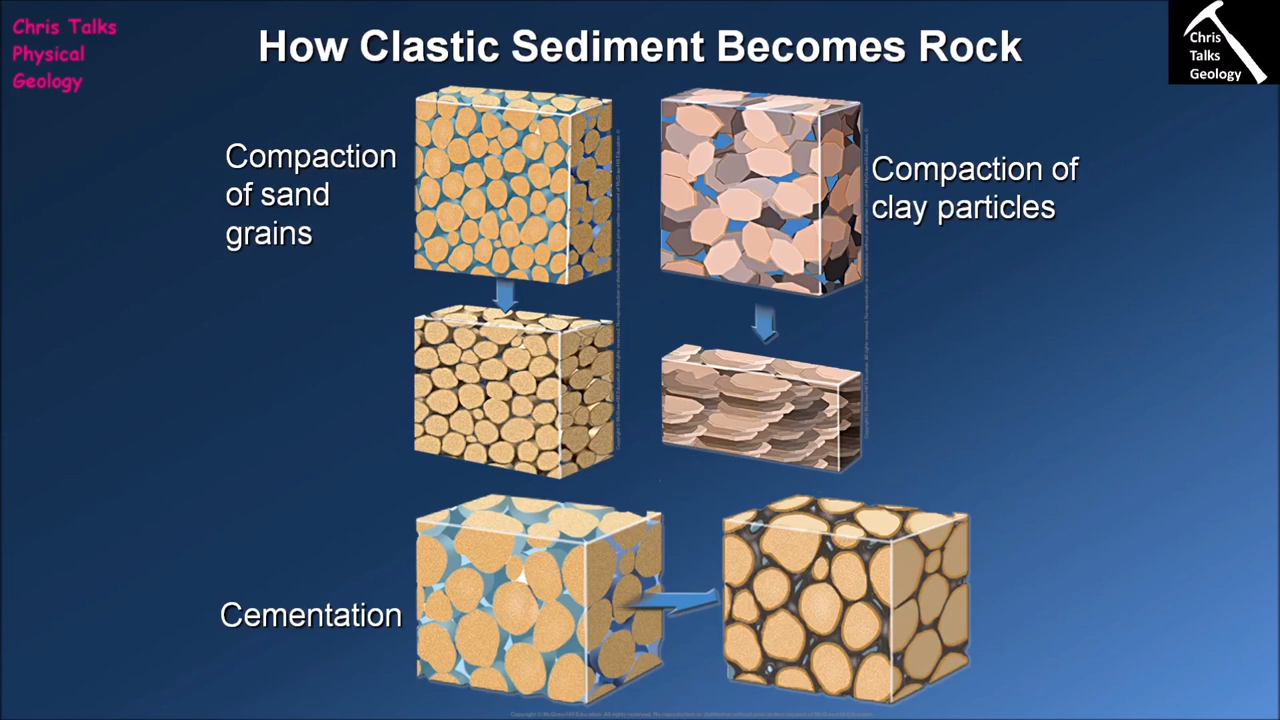 Chris Talks
Physical
Geology
How Clastic Sediment Becomes Rock
Chris
Talks
Geology
Compaction
of sand
grains
Compaction of
clay particles
Cementation